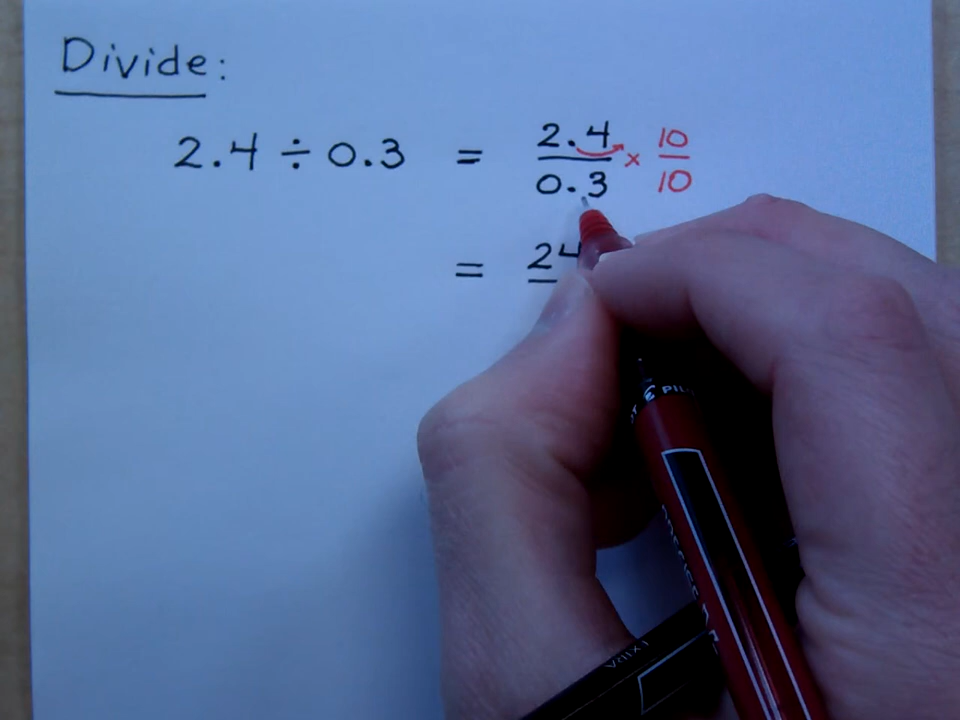 Divide:
2.4 ÷ 0.3 = 2.4/0.3 × 10/10
= 24